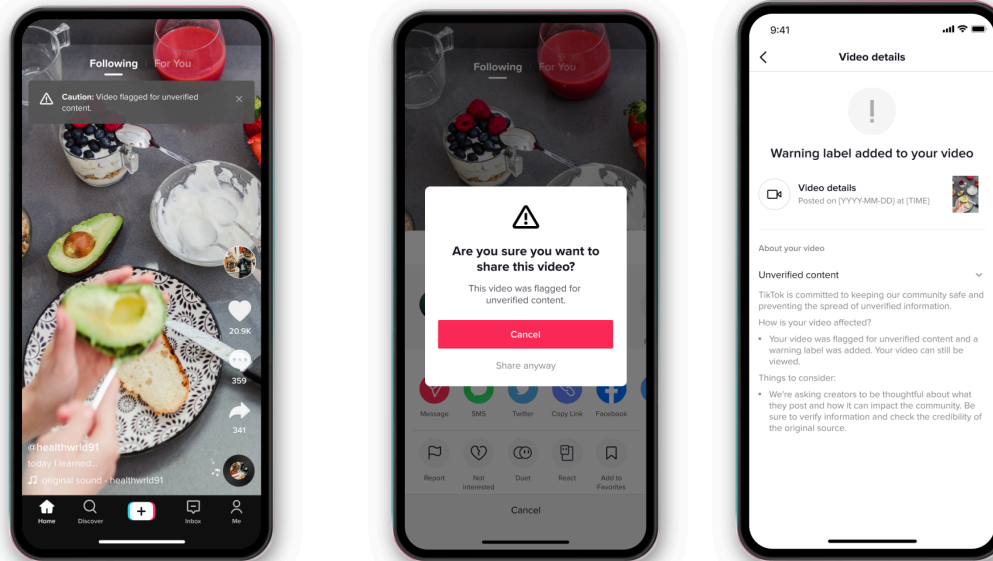 Following
For You
Caution: Video flagged for unverified
content.
20.9K
359
341
@healthwrld91
today I learned...
original sound - healthwrld91
Home
Discover
Inbox
Me
Following
For You
Are you sure you want to
share this video?
This video was flagged for
unverified content.
Cancel
Share anyway
Message
SMS
Twitter
Copy Link
Facebook
Report
Not
interested
Duet
React
Add to
Favorites
Cancel
9:41
Video details
Warning label added to your video
Video details
Posted on {YYYY-MM-DD} at {TIME}
About your video
Unverified content
TikTok is committed to keeping our community safe and
preventing the spread of unverified information.
How is your video affected?
• Your video was flagged for unverified content and a
warning label was added. Your video can still be
viewed.
Things to consider:
• We're asking creators to be thoughtful about what
they post and how it can impact the community. Be
sure to verify information and check the credibility of
the original source.